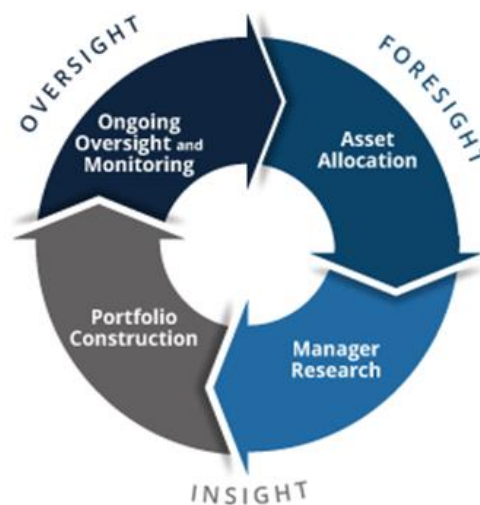 OVERSIGHT
FORESIGHT
Ongoing
Oversight and
Monitoring
Asset
Allocation
Portfolio
Construction
Manager
Research
INSIGHT